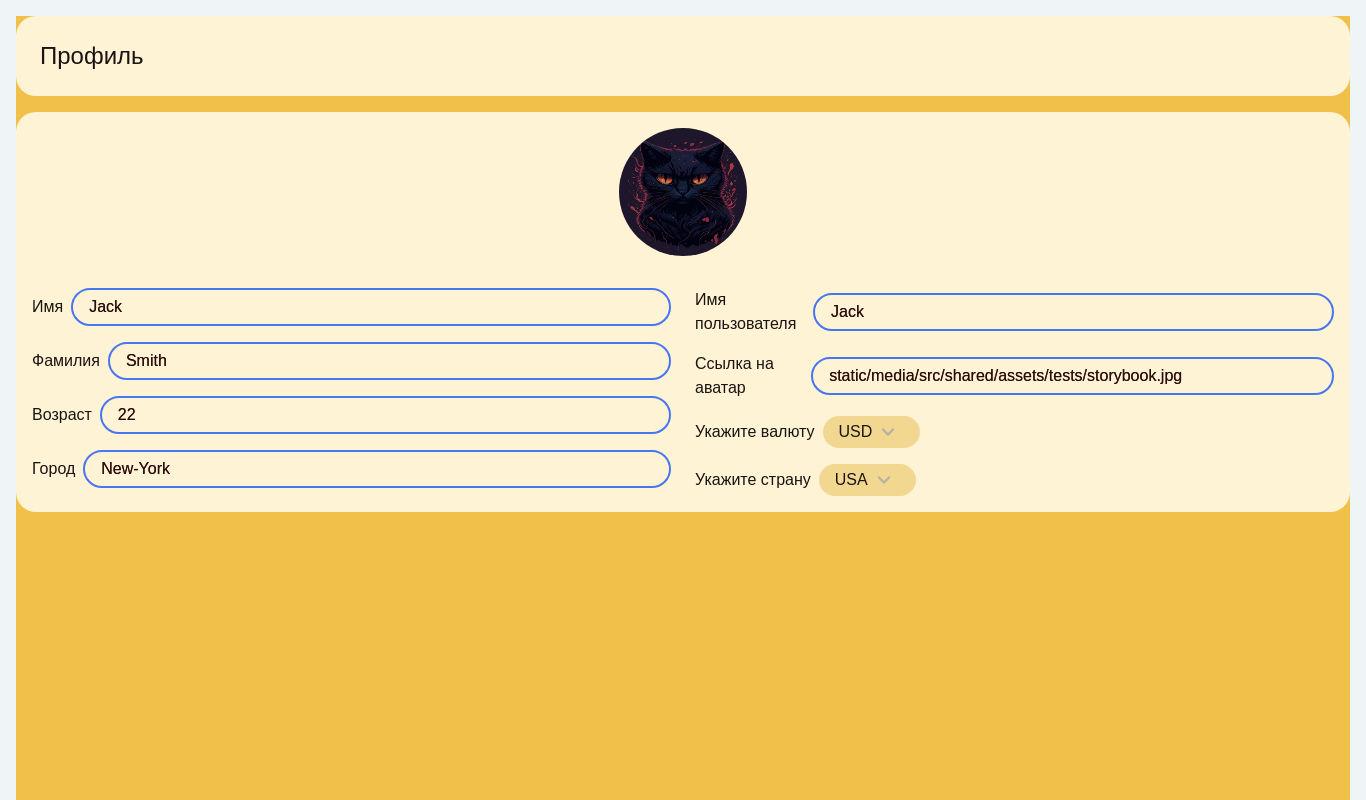 Профиль
Имя Jack
Фамилия Smith
Возраст 22
Город New-York
Имя
пользователя Jack
Ссылка на
аватар static/media/src/shared/assets/tests/storybook.jpg
Укажите валюту USD
Укажите страну USA